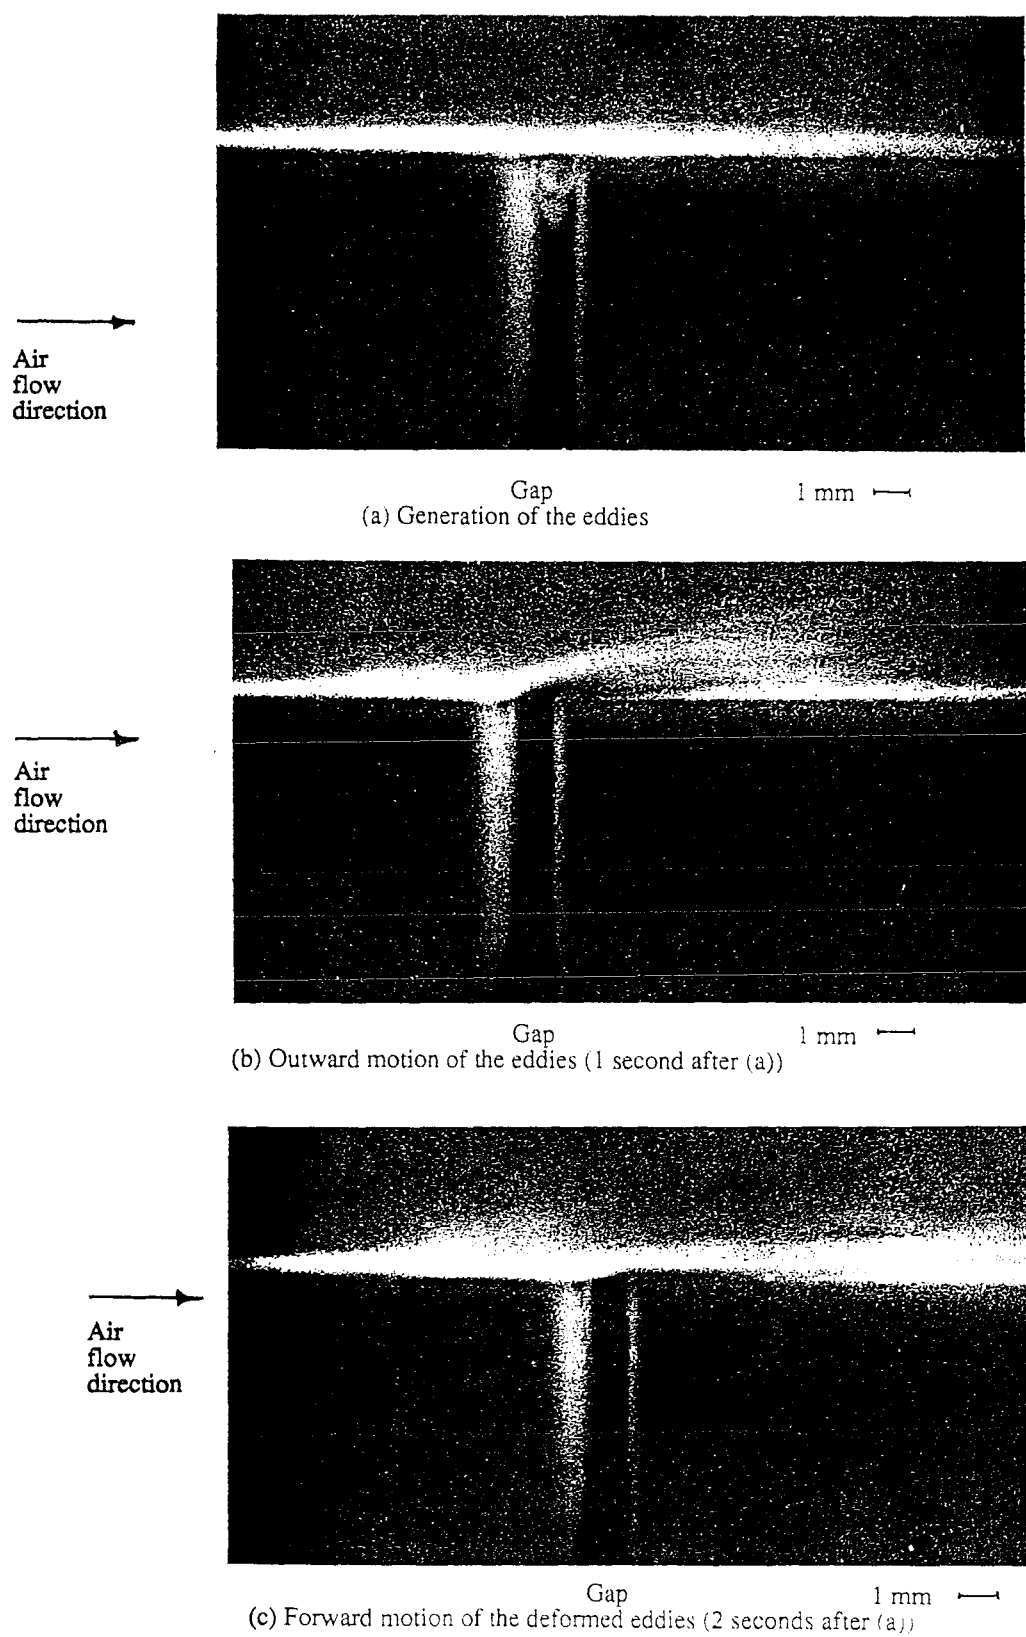 Air
flow
direction
Gap 1 mm
(a) Generation of the eddies
Air
flow
direction
Gap 1 mm
(b) Outward motion of the eddies (1 second after (a))
Air
flow
direction
Gap 1 mm
(c) Forward motion of the deformed eddies (2 seconds after (a))